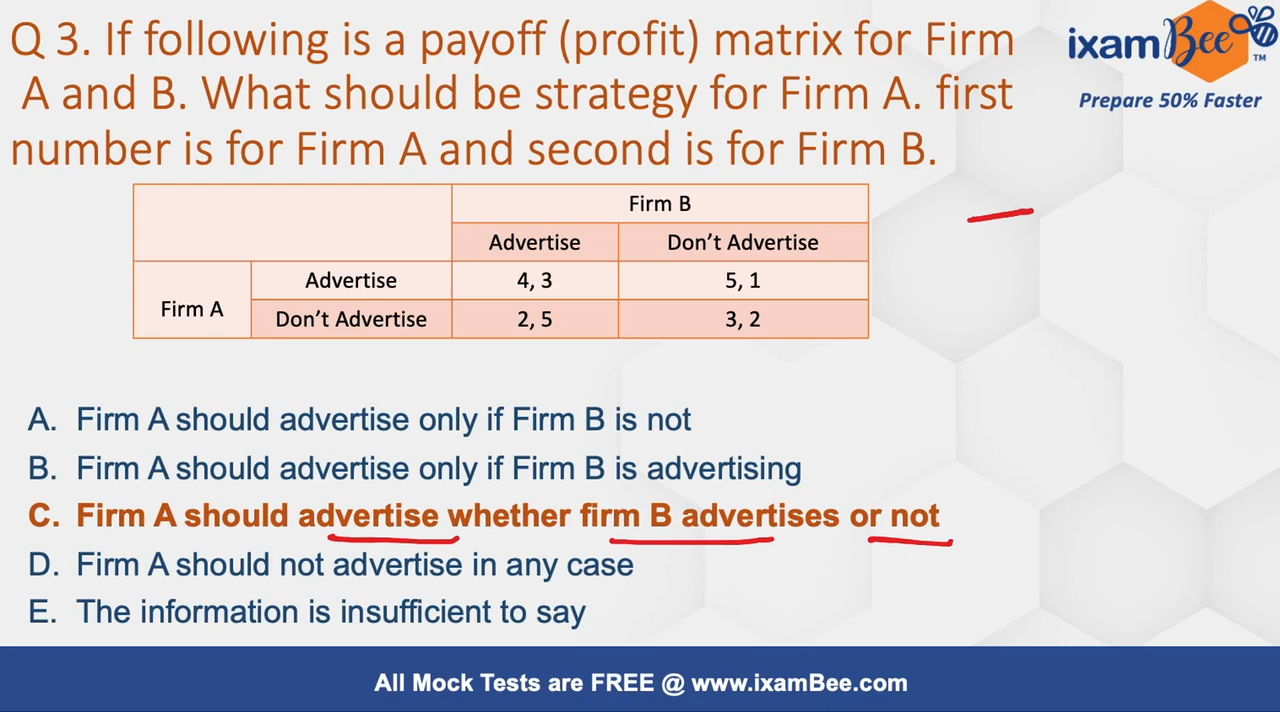 Q 3. If following is a payoff (profit) matrix for Firm
A and B. What should be strategy for Firm A. first
number is for Firm A and second is for Firm B.
ixamBee TM
Prepare 50% Faster
Firm B
Advertise Don't Advertise
Firm A
Advertise 4, 3 5, 1
Don't Advertise 2, 5 3, 2
A. Firm A should advertise only if Firm B is not
B. Firm A should advertise only if Firm B is advertising
C. Firm A should advertise whether firm B advertises or not
D. Firm A should not advertise in any case
E. The information is insufficient to say
All Mock Tests are FREE @ www.ixamBee.com